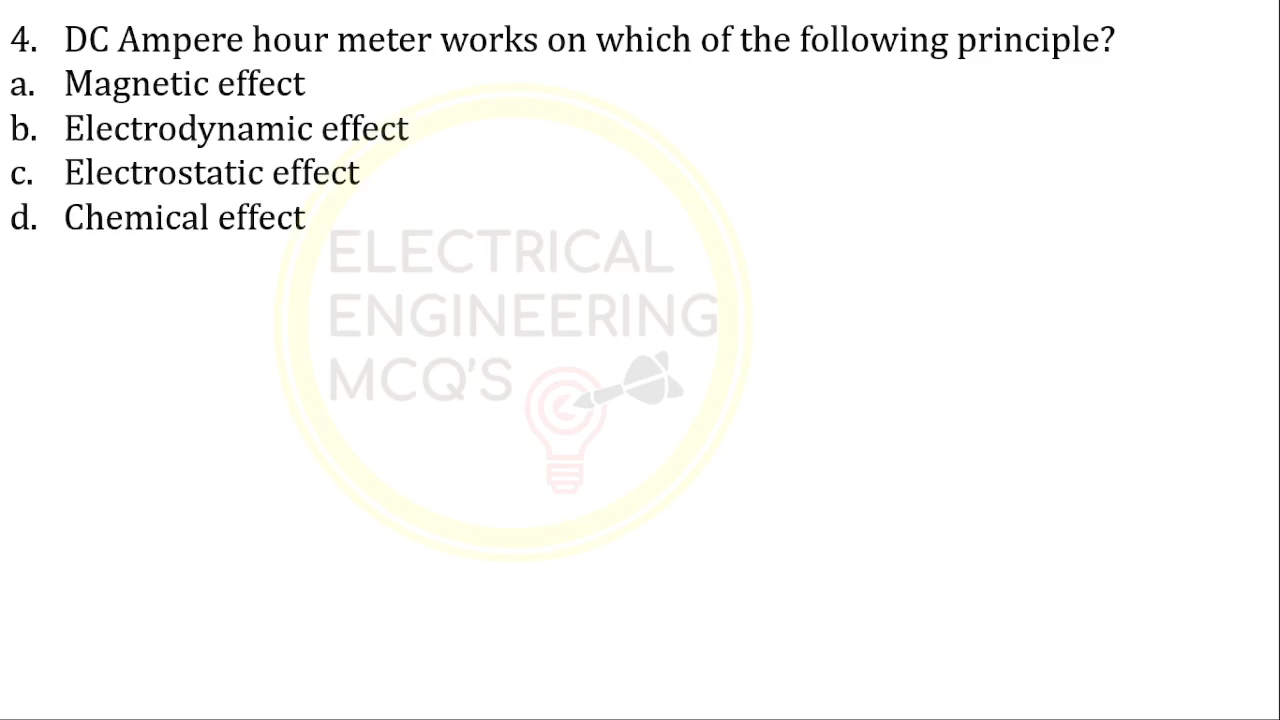 4. DC Ampere hour meter works on which of the following principle?
a. Magnetic effect
b. Electrodynamic effect
c. Electrostatic effect
d. Chemical effect
ELECTRICAL
ENGINEERING
MCQ'S